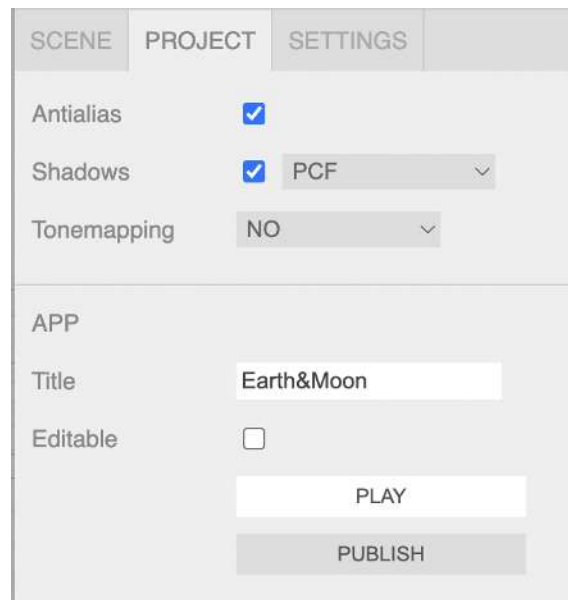 SCENE PROJECT SETTINGS
Antialias
Shadows PCF
Tonemapping NO
APP
Title Earth&Moon
Editable
PLAY
PUBLISH